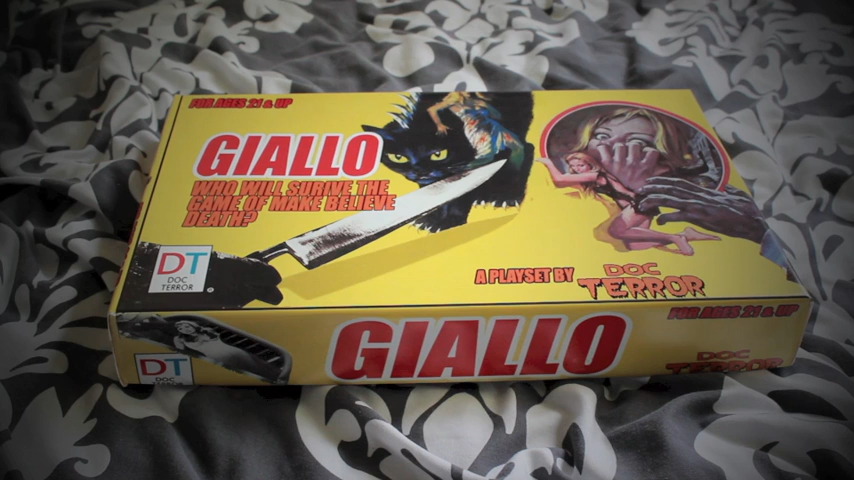 FOR AGES 21 & UP
GIALLO
WHO WILL SURIVE THE
GAME OF MAKE BELIEVE
DEATH?
DT
DOC
TERROR
A PLAYSET BY DOC
TERROR
FOR AGES 21 & UP
GIALLO
DT
DOC
DOC
TERROR